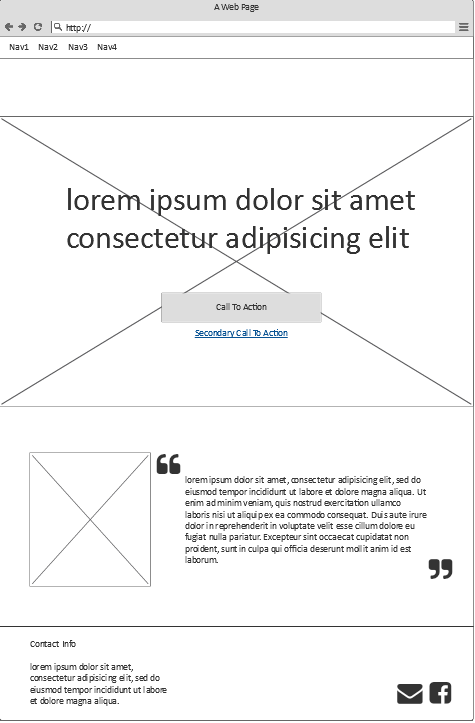 A Web Page
http://
Nav1 Nav2 Nav3 Nav4
lorem ipsum dolor sit amet
consectetur adipisicing elit
Call To Action
Secondary Call To Action
lorem ipsum dolor sit amet, consectetur adipisicing elit, sed do
eiusmod tempor incididunt ut labore et dolore magna aliqua. Ut
enim ad minim veniam, quis nostrud exercitation ullamco
laboris nisi ut aliquip ex ea commodo consequat. Duis aute irure
dolor in reprehenderit in voluptate velit esse cillum dolore eu
fugiat nulla pariatur. Excepteur sint occaecat cupidatat non
proident, sunt in culpa qui officia deserunt mollit anim id est
laborum.
Contact Info
lorem ipsum dolor sit amet,
consectetur adipisicing elit, sed do
eiusmod tempor incididunt ut labore
et dolore magna aliqua.